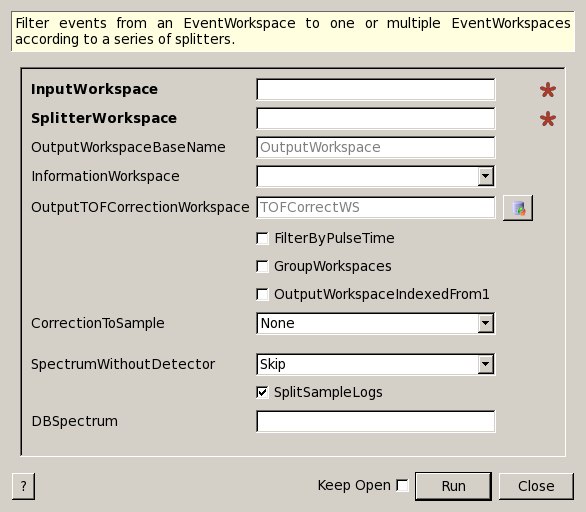 Filter events from an EventWorkspace to one or multiple EventWorkspaces
according to a series of splitters.
InputWorkspace
SplitterWorkspace
OutputWorkspaceBaseName OutputWorkspace
InformationWorkspace
OutputTOFCorrectionWorkspace TOFCorrectWS
FilterByPulseTime
GroupWorkspaces
OutputWorkspaceIndexedFrom1
CorrectionToSample None
SpectrumWithoutDetector Skip
SplitSampleLogs
DBSpectrum
? Keep Open Run Close